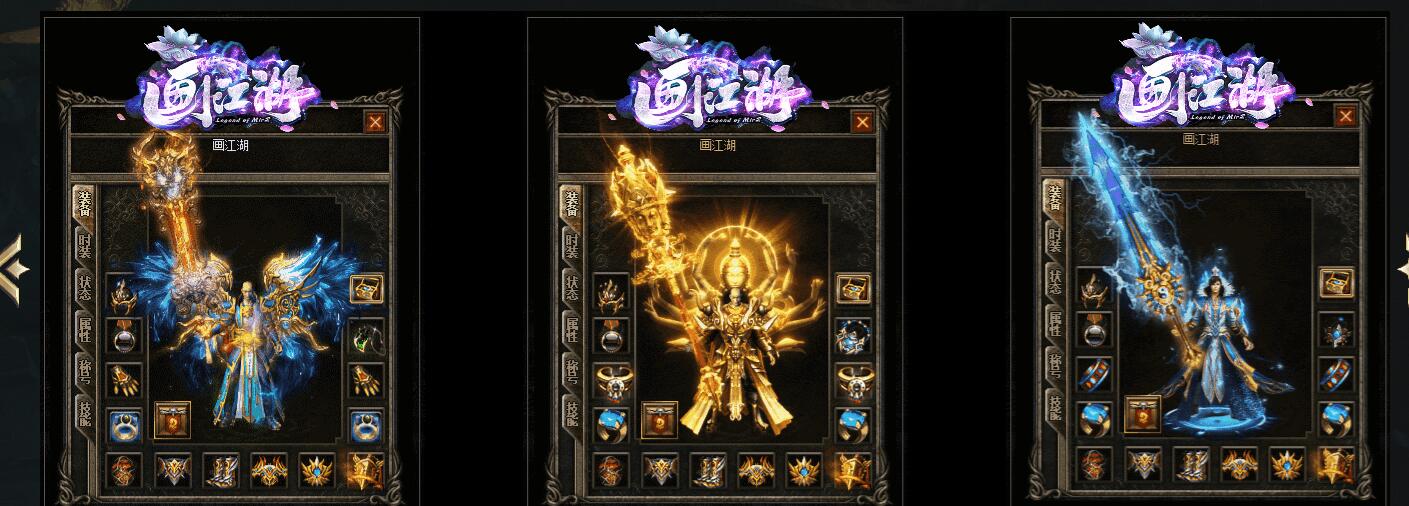 画江湖
Legend of Mir2
画江湖
装备
时装
状态
属性
称号
技能
画江湖
Legend of Mir2
画江湖
装备
时装
状态
属性
称号
技能
画江湖
Legend of Mir2
画江湖
装备
时装
状态
属性
称号
技能